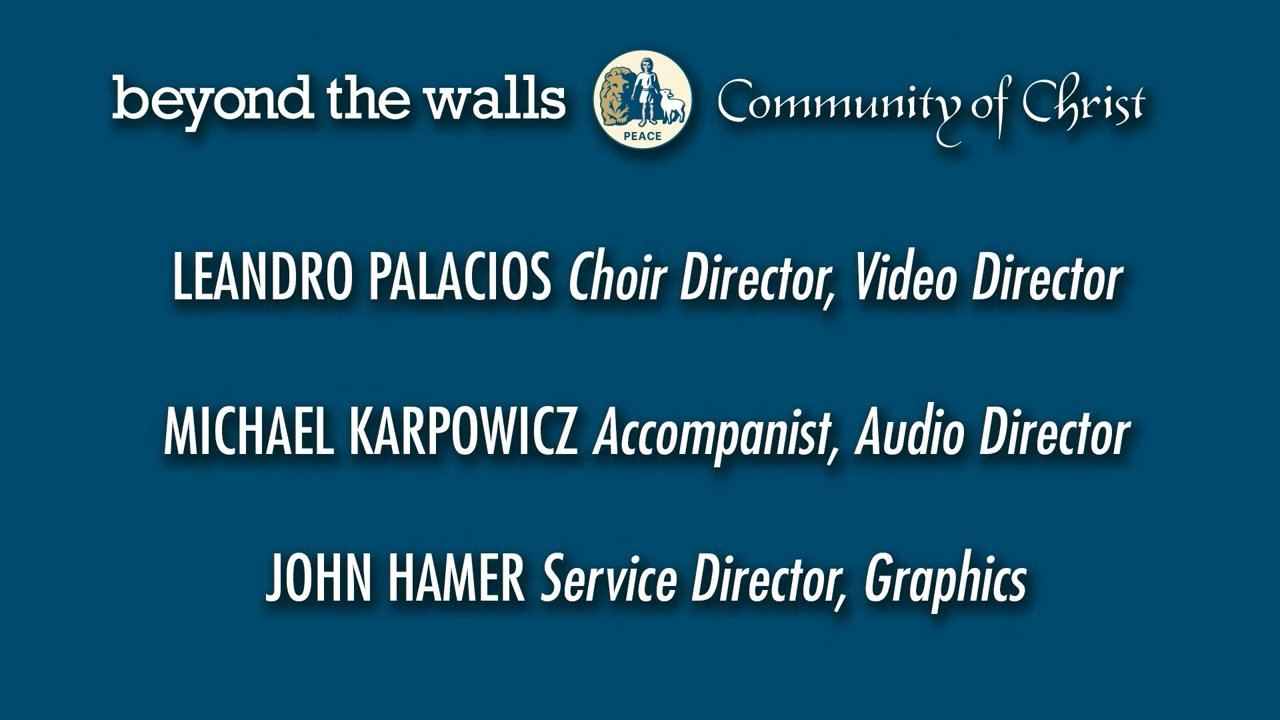 beyond the walls PEACE Community of Christ
LEANDRO PALACIOS Choir Director, Video Director
MICHAEL KARPOWICZ Accompanist, Audio Director
JOHN HAMER Service Director, Graphics